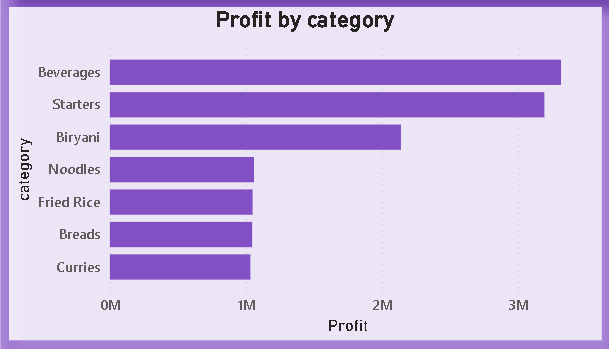 Profit by category
category
Beverages
Starters
Biryani
Noodles
Fried Rice
Breads
Curries
0M 1M 2M 3M
Profit